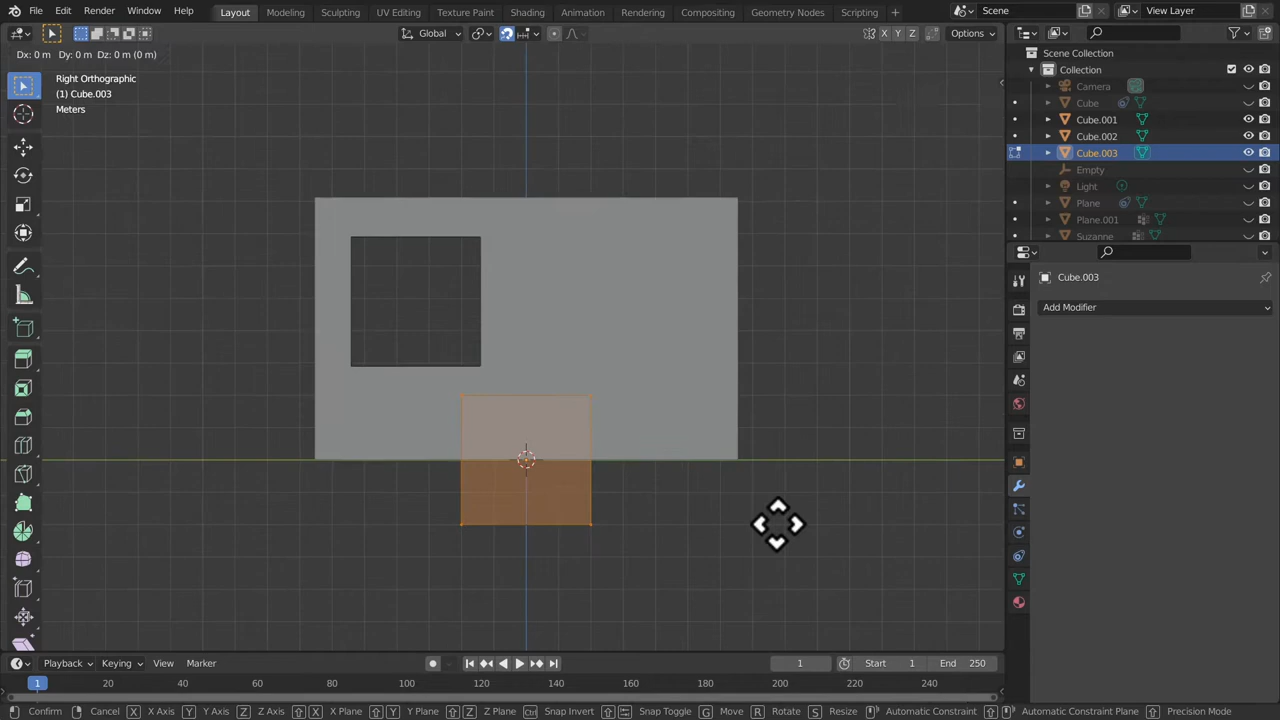 File Edit Render Window Help Layout Modeling Sculpting UV Editing Texture Paint Shading Animation Rendering Compositing Geometry Nodes Scripting + Scene View Layer
Global X Y Z Options
Dx: 0 m Dy: 0 m Dz: 0 m (0 m)
Scene Collection
Right Orthographic
Collection
(1) Cube.003
Camera
Meters
Cube
Cube.001
Cube.002
Cube.003
Empty
Light
Plane
Plane.001
Suzanne
Cube.003
Add Modifier
Playback Keying View Marker 1 Start 1 End 250
1 20 40 60 80 100 120 140 160 180 200 220 240
Confirm Cancel X X Axis Y Y Axis Z Z Axis X X Plane Y Y Plane Z Z Plane Snap Invert Snap Toggle G Move R Rotate S Resize Automatic Constraint Automatic Constraint Plane Precision Mode